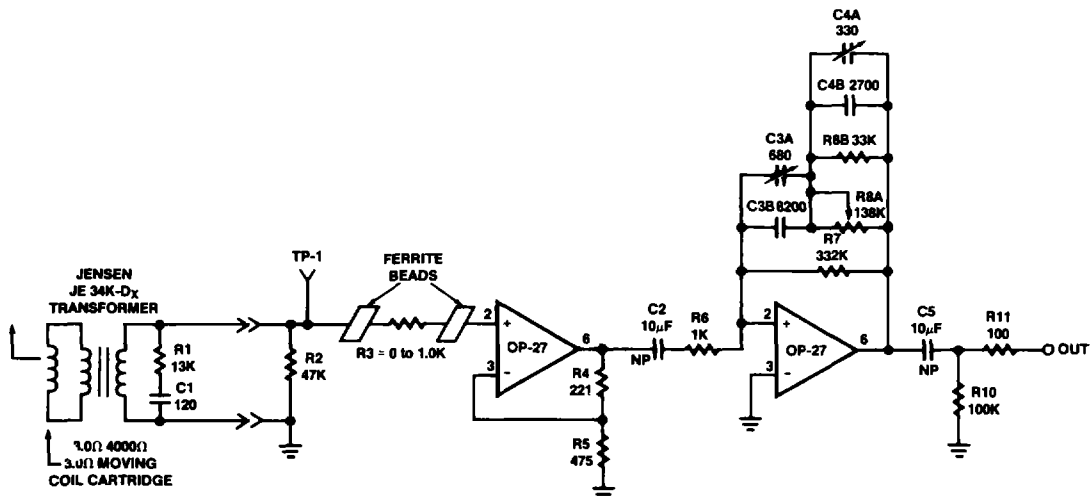 JENSEN
JE 34K-DX
TRANSFORMER
R1
13K
C1
120
3.0Ω 4000Ω
3.0Ω MOVING
COIL CARTRIDGE
R2
47K
TP-1
FERRITE
BEADS
R3 = 0 to 1.0K
2
+
OP-27
6
3
−
R4
221
R5
475
C2
10μF
NP
R6
1K
C4A
330
C4B 2700
R8B 33K
C3A
680
C3B 8200
R8A
138K
R7
332K
2
+
OP-27
6
3
−
C5
10μF
NP
R11
100
OUT
R10
100K